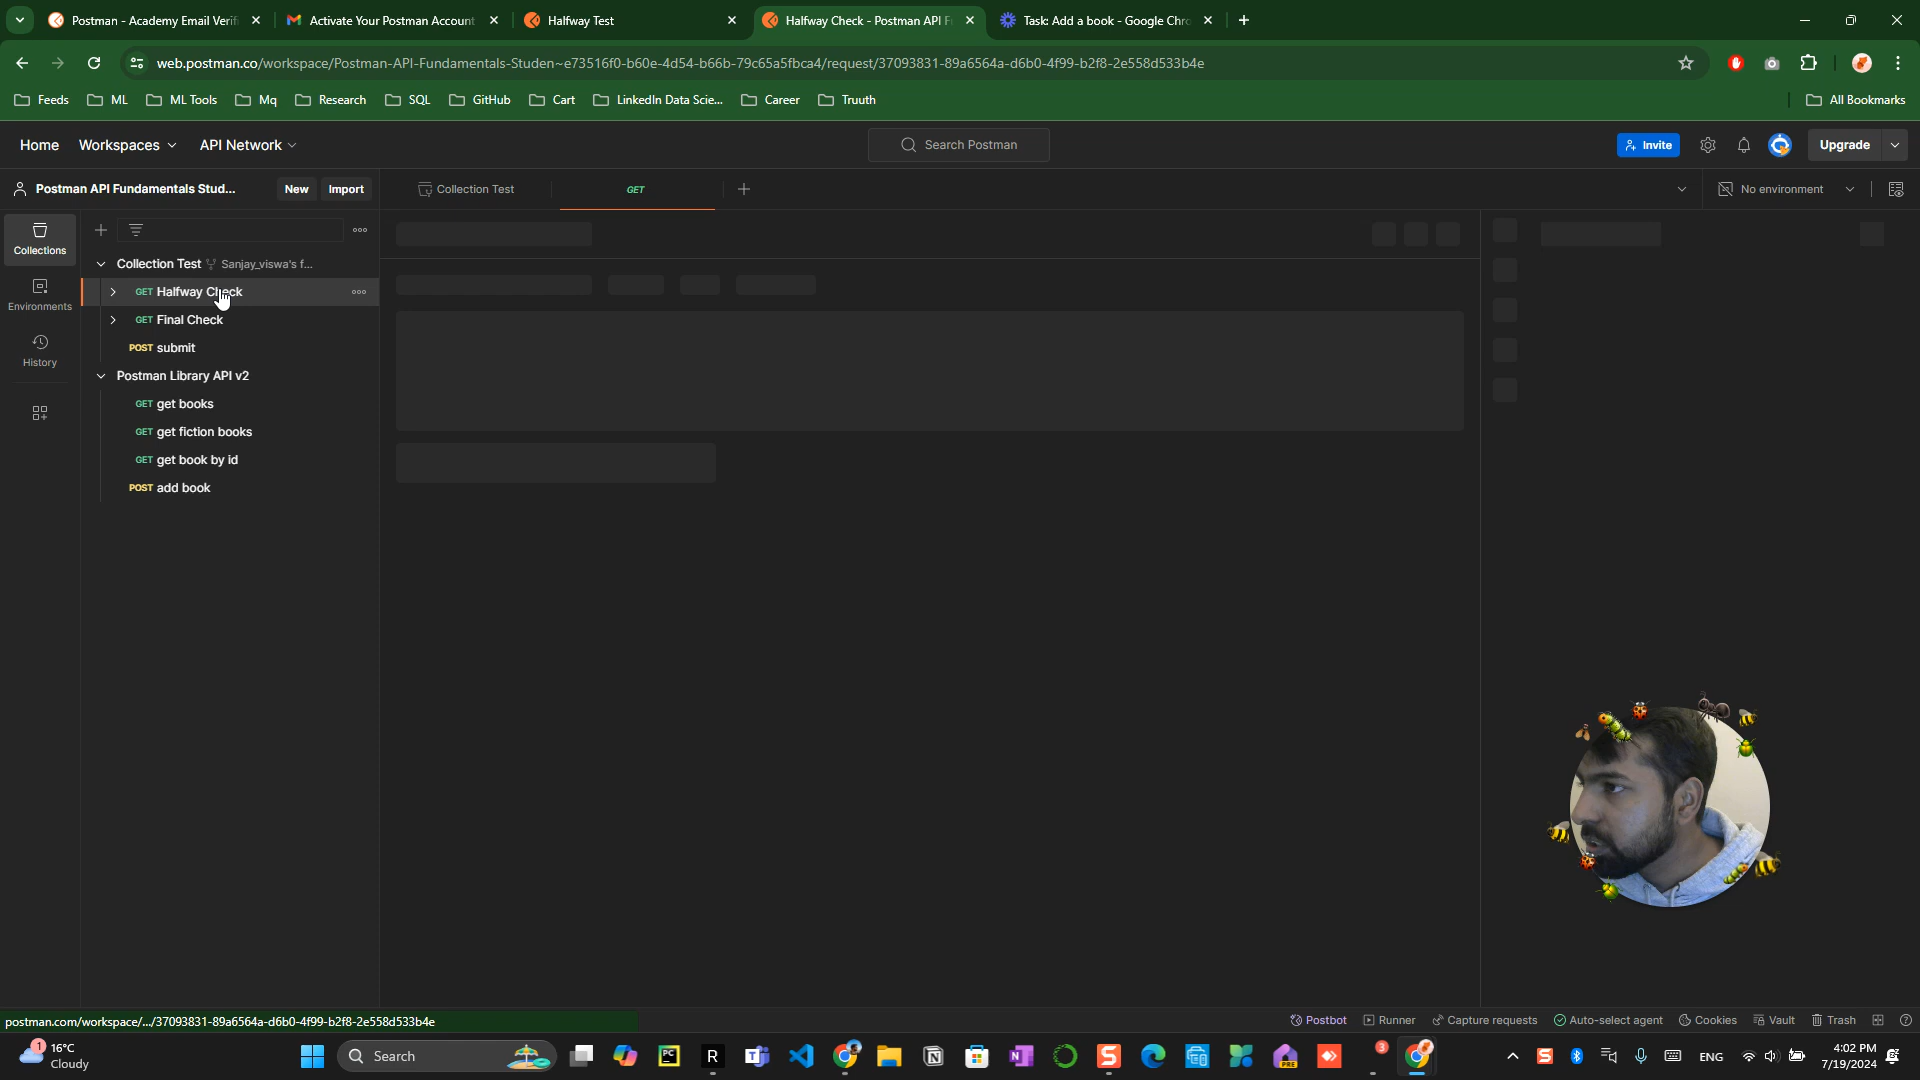 Postman - Academy Email Verifi
Activate Your Postman Account
Halfway Test
Halfway Check - Postman API F
Task: Add a book - Google Chro
web.postman.co/workspace/Postman-API-Fundamentals-Studen~e73516f0-b60e-4d54-b66b-79c65a5fbca4/request/37093831-89a6564a-d6b0-4f99-b2f8-2e558d533b4e
Feeds ML ML Tools Mq Research SQL GitHub Cart LinkedIn Data Scie... Career Truuth All Bookmarks
Home Workspaces API Network Search Postman Invite Upgrade
Postman API Fundamentals Stud... New Import Collection Test GET No environment
Collections
Environments
History
Collection Test Sanjay_viswa's f...
GET Halfway Check
GET Final Check
POST submit
Postman Library API v2
GET get books
GET get fiction books
GET get book by id
POST add book
postman.com/workspace/.../37093831-89a6564a-d6b0-4f99-b2f8-2e558d533b4e
Postbot Runner Capture requests Auto-select agent Cookies Vault Trash
1 16°C
Cloudy
Search
PC
R
PRE
3
ENG
4:02 PM
7/19/2024